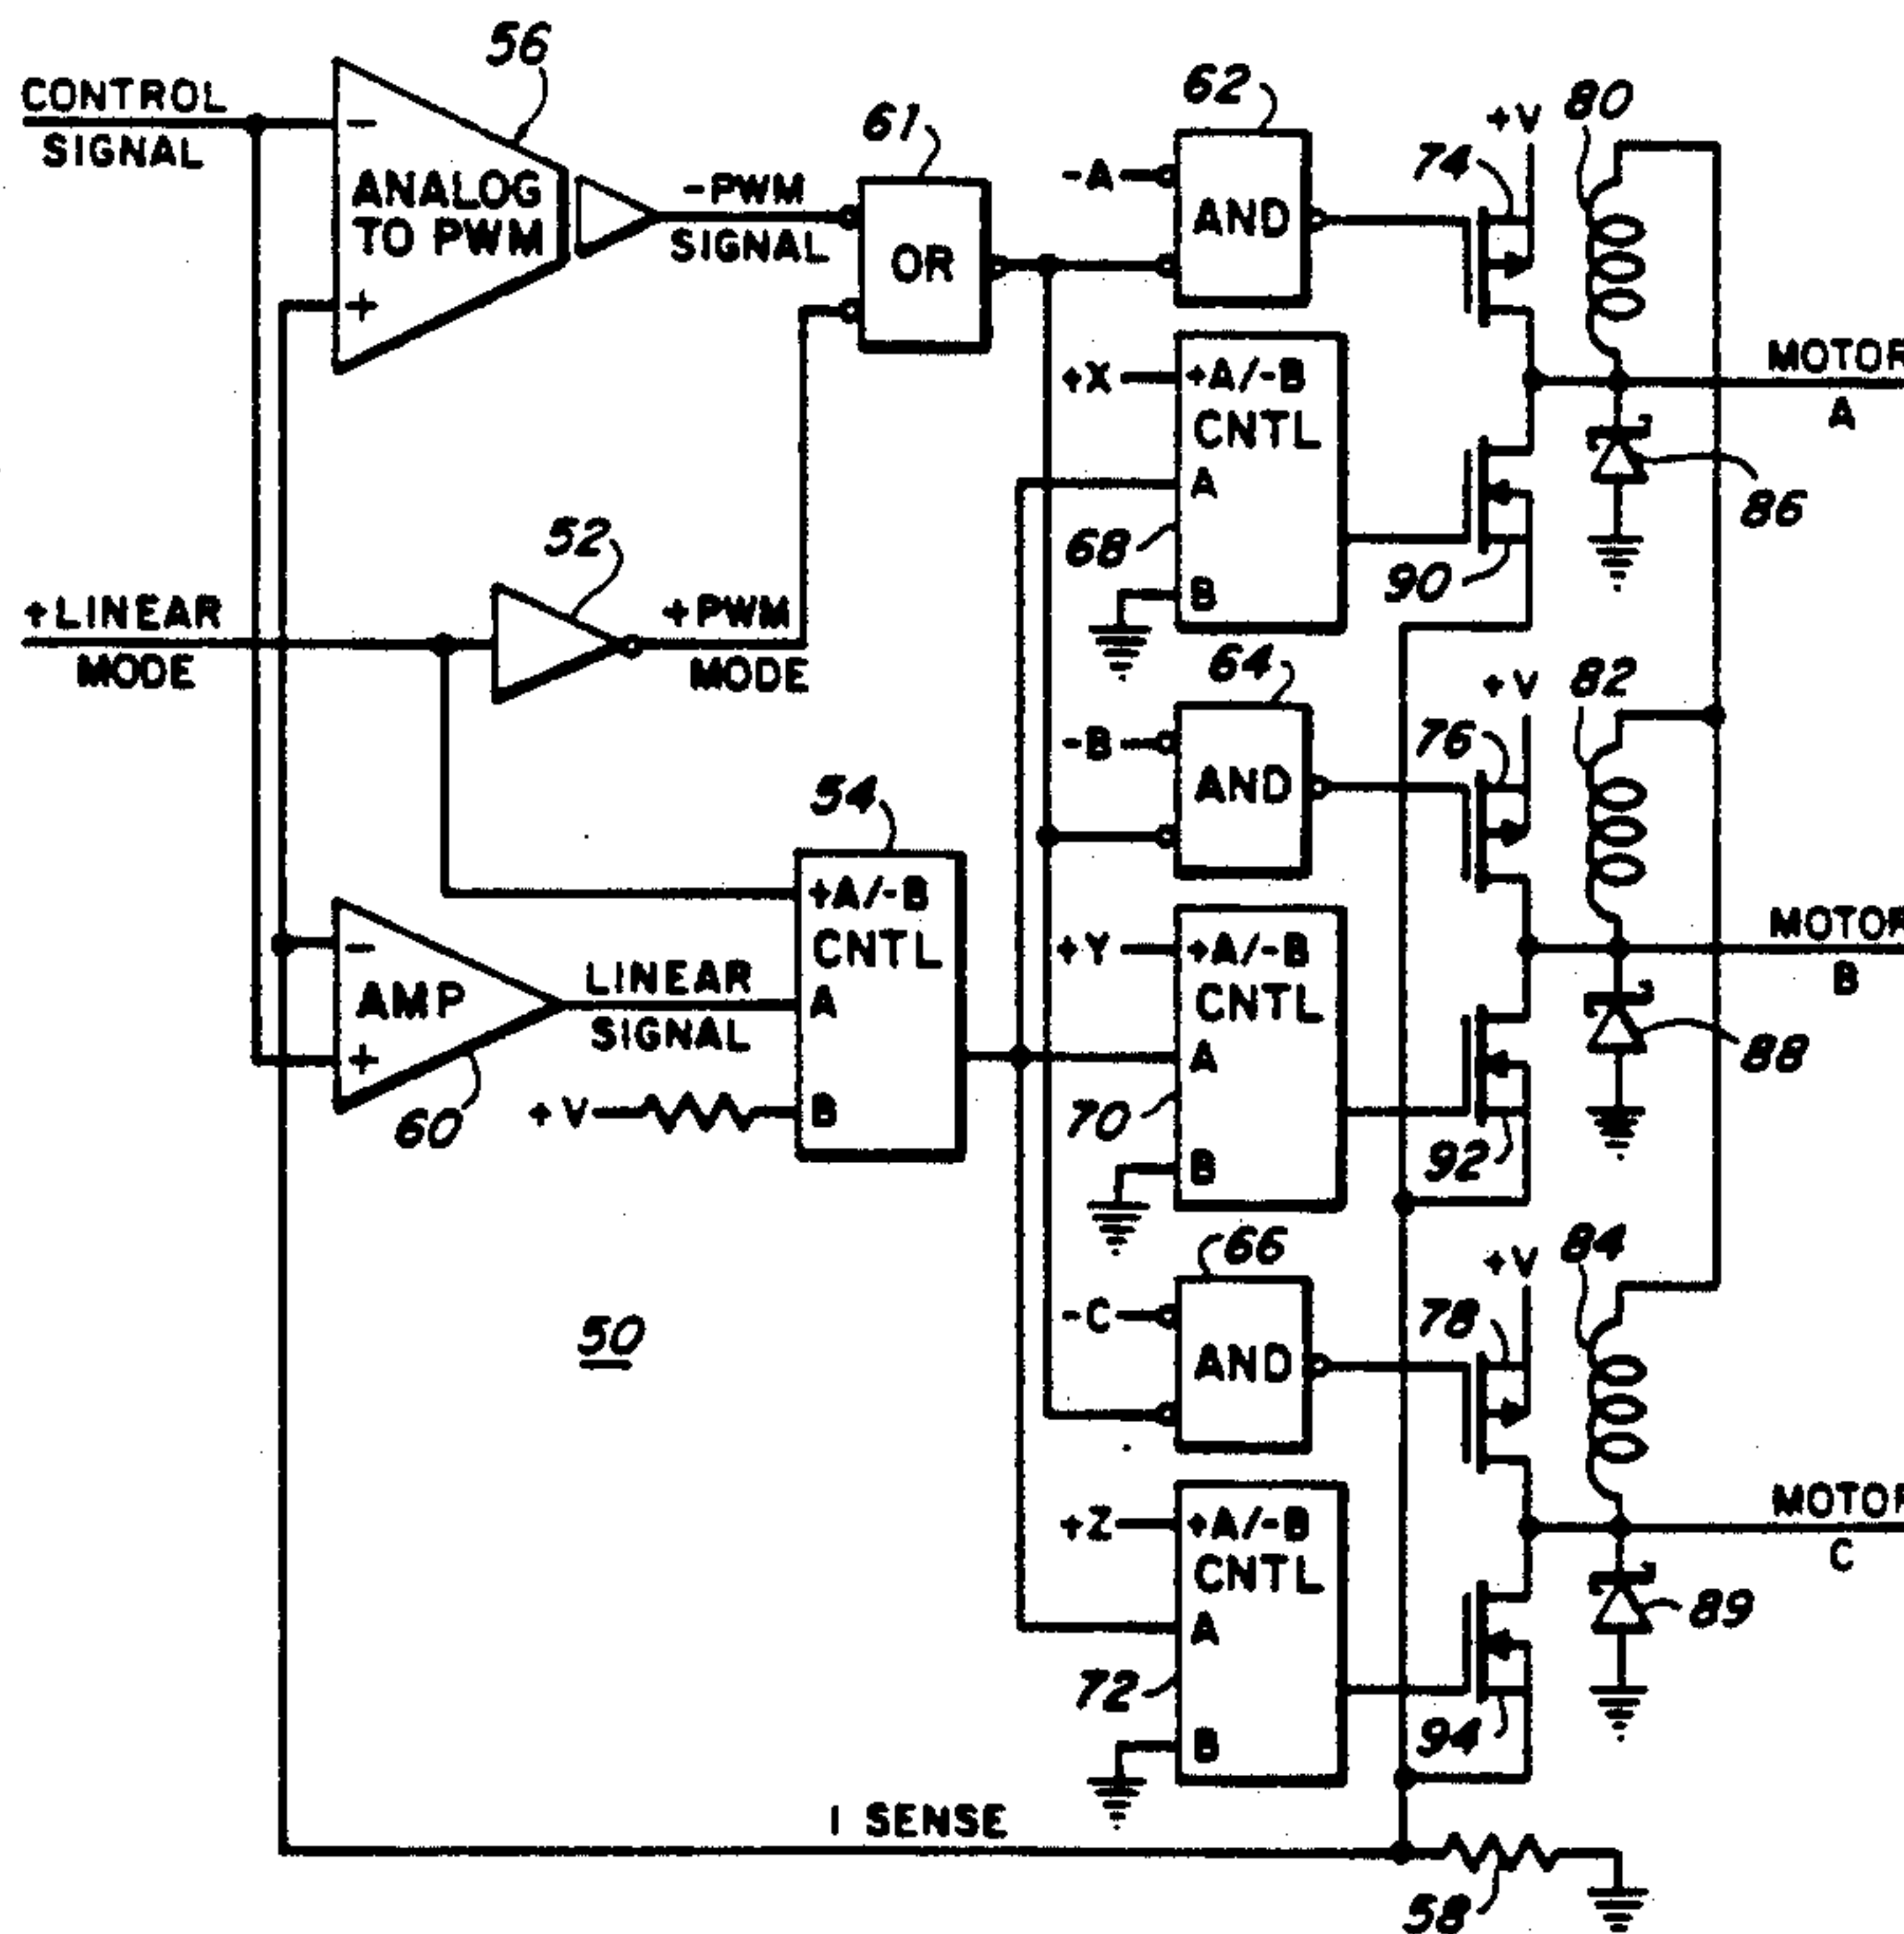 56
CONTROL
SIGNAL
-
ANALOG
TO PWM
+
-PWM
SIGNAL
61
OR
62
-A
AND
+V
80
74
+X
+A/-B
CNTL
A
68
B
90
MOTOR
A
86
+LINEAR
MODE
52
+PWM
MODE
64
-B
AND
+V
82
76
54
+A/-B
CNTL
A
B
-
AMP
+
60
LINEAR
SIGNAL
+V
+Y
+A/-B
CNTL
A
70
B
92
MOTOR
B
88
50
66
-C
AND
+V
84
78
+Z
+A/-B
CNTL
A
72
B
94
MOTOR
C
89
I SENSE
58